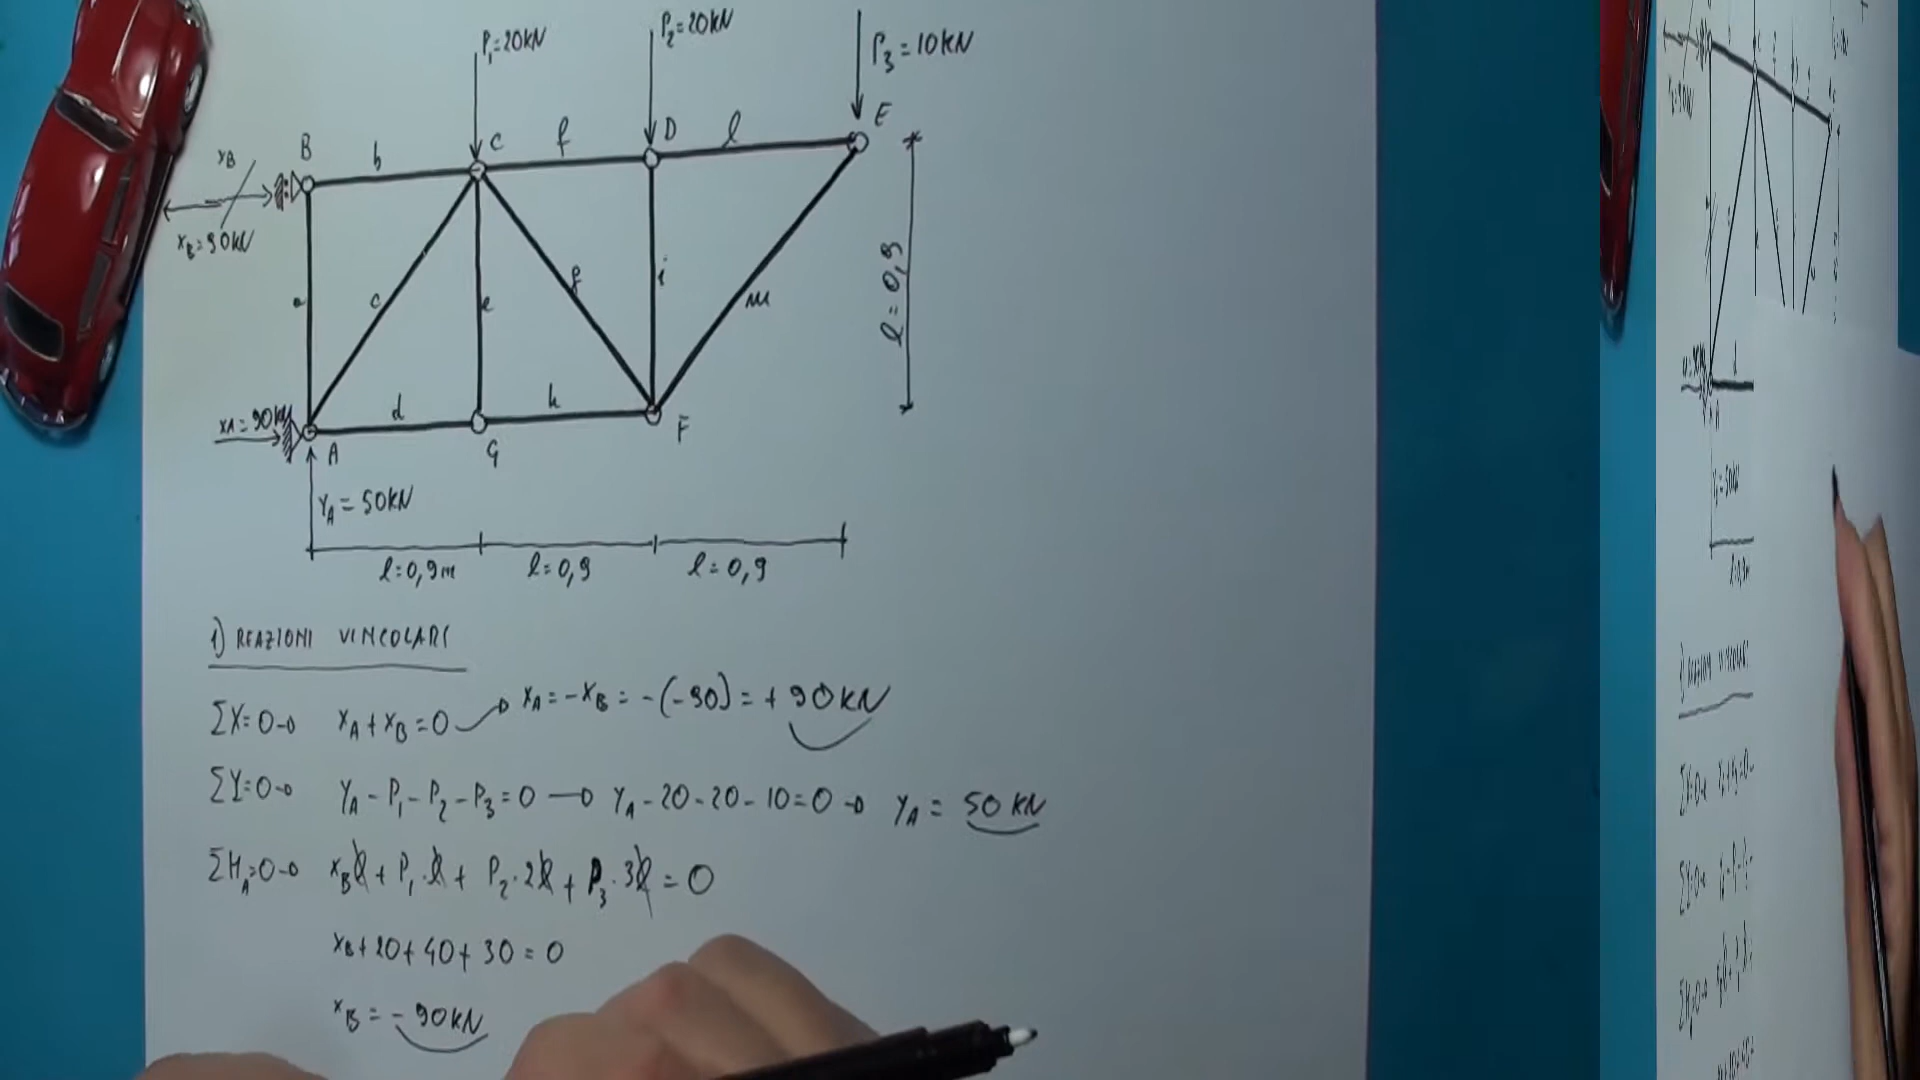 P₁=20KN
P₂=20KN
P₃=10KN
B b C f D l E
xB
xB=90KN
a c e g i m
l=0,9
xA=90KN
A d G h F
YA=50KN
l=0,9m l=0,9 l=0,9
1) REAZIONI VINCOLARI
ΣX=0→ xA+xB=0 → xA=-xB=-(-90)=+90KN
ΣY=0→ YA-P₁-P₂-P₃=0 → YA-20-20-10=0 → YA=50KN
ΣMA=0→ xBl+P₁·l+P₂·2l+P₃·3l=0
xB+20+40+30=0
xB=-90KN